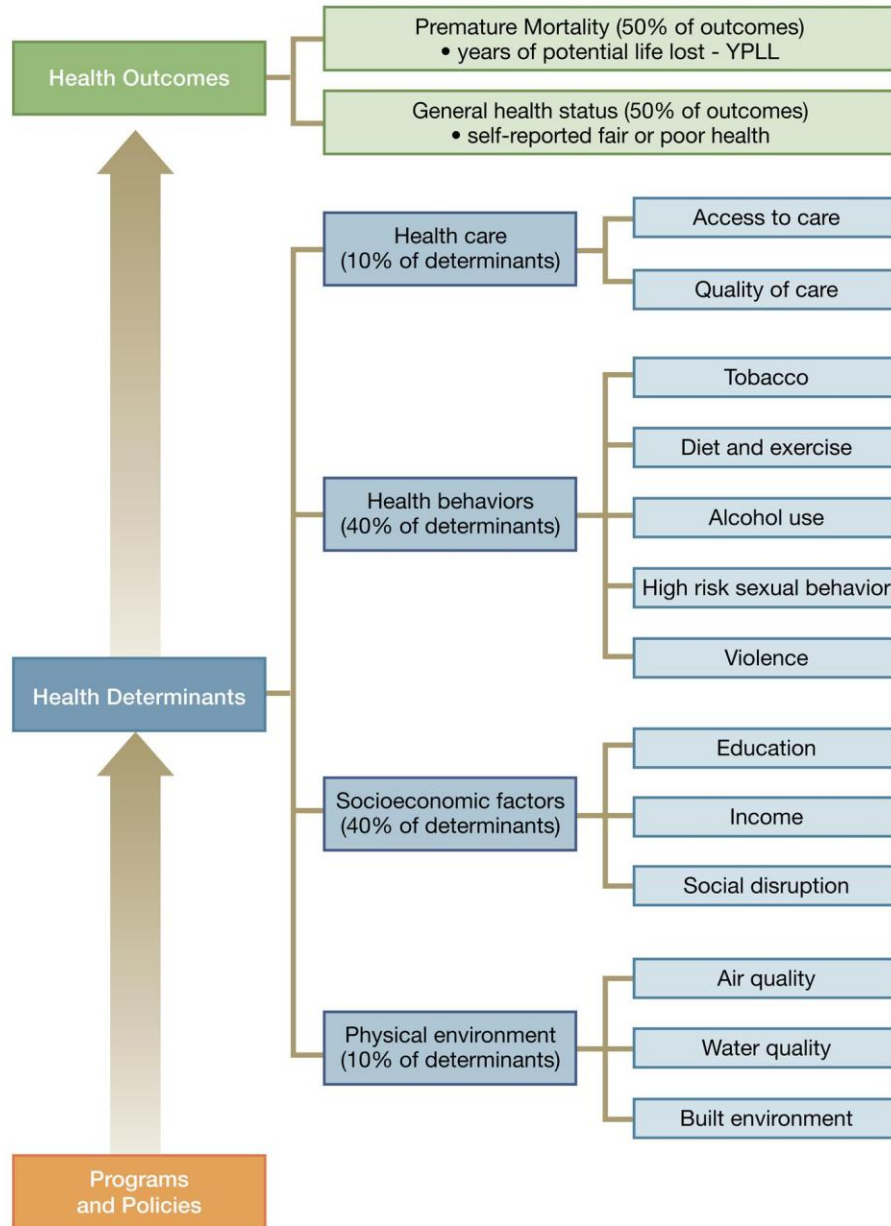 Health Outcomes
Premature Mortality (50% of outcomes)
• years of potential life lost - YPLL
General health status (50% of outcomes)
• self-reported fair or poor health
Health Determinants
Health care
(10% of determinants)
Access to care
Quality of care
Health behaviors
(40% of determinants)
Tobacco
Diet and exercise
Alcohol use
High risk sexual behavior
Violence
Socioeconomic factors
(40% of determinants)
Education
Income
Social disruption
Physical environment
(10% of determinants)
Air quality
Water quality
Built environment
Programs
and Policies